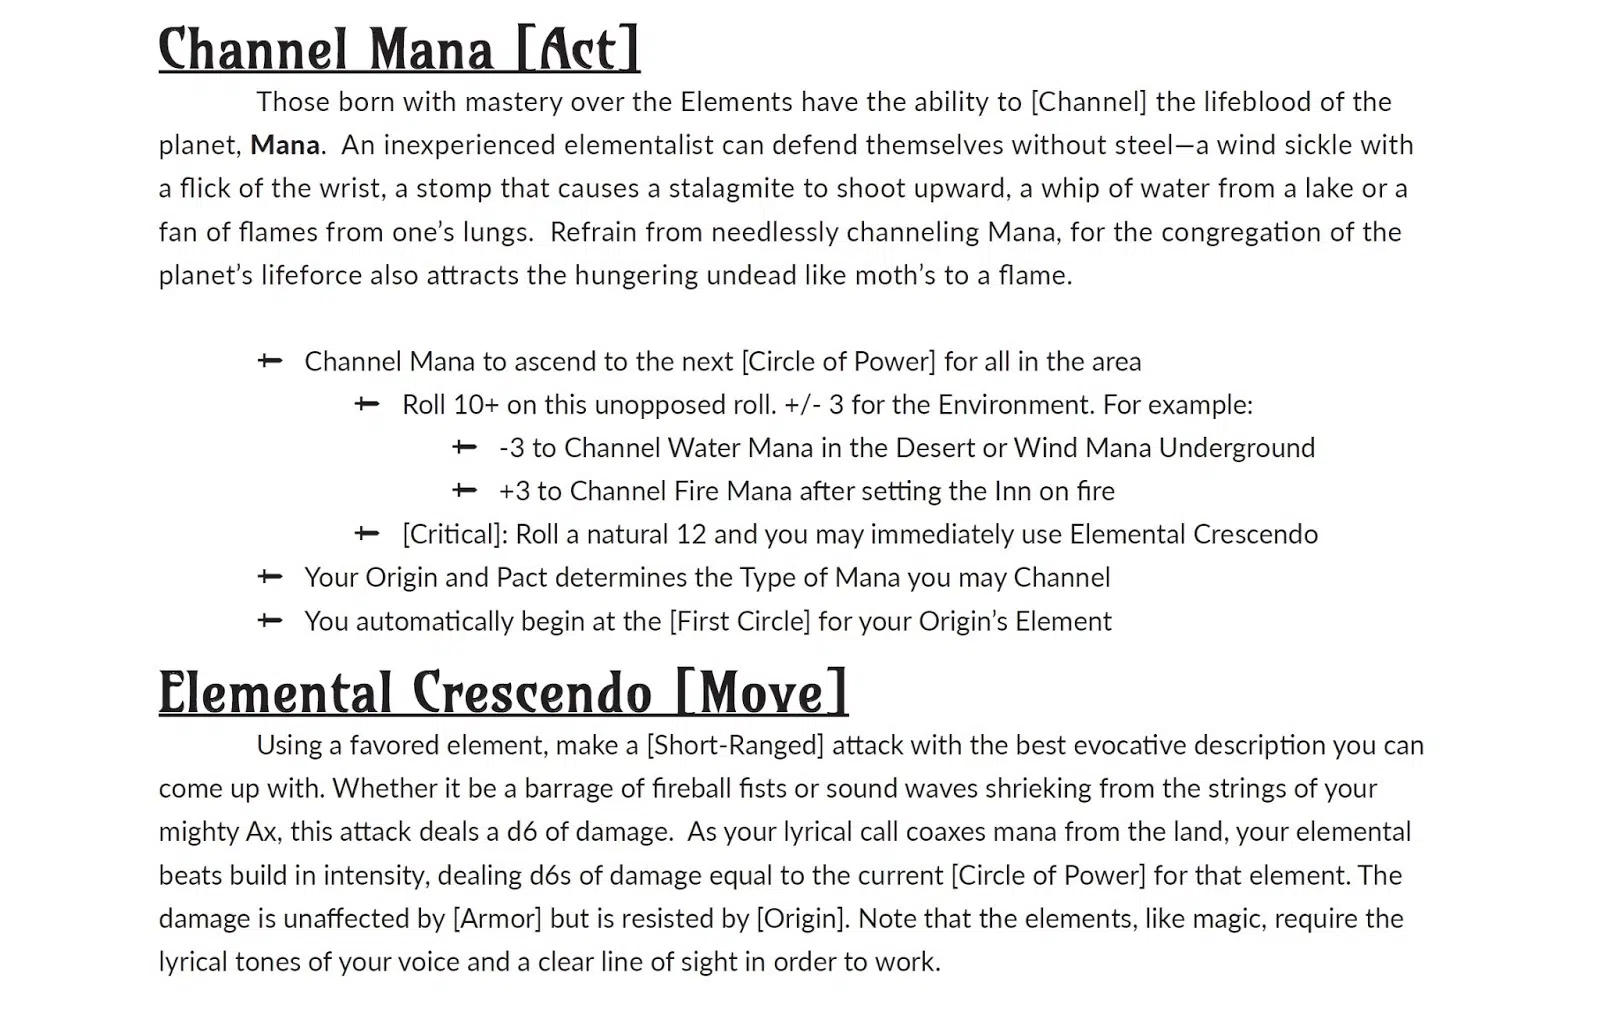 Channel Mana [Act]
Those born with mastery over the Elements have the ability to [Channel] the lifeblood of the
planet, Mana.  An inexperienced elementalist can defend themselves without steel—a wind sickle with
a flick of the wrist, a stomp that causes a stalagmite to shoot upward, a whip of water from a lake or a
fan of flames from one’s lungs.  Refrain from needlessly channeling Mana, for the congregation of the
planet’s lifeforce also attracts the hungering undead like moth’s to a flame.
Channel Mana to ascend to the next [Circle of Power] for all in the area
Roll 10+ on this unopposed roll. +/- 3 for the Environment. For example:
-3 to Channel Water Mana in the Desert or Wind Mana Underground
+3 to Channel Fire Mana after setting the Inn on fire
[Critical]: Roll a natural 12 and you may immediately use Elemental Crescendo
Your Origin and Pact determines the Type of Mana you may Channel
You automatically begin at the [First Circle] for your Origin’s Element
Elemental Crescendo [Move]
Using a favored element, make a [Short-Ranged] attack with the best evocative description you can
come up with. Whether it be a barrage of fireball fists or sound waves shrieking from the strings of your
mighty Ax, this attack deals a d6 of damage.  As your lyrical call coaxes mana from the land, your elemental
beats build in intensity, dealing d6s of damage equal to the current [Circle of Power] for that element. The
damage is unaffected by [Armor] but is resisted by [Origin]. Note that the elements, like magic, require the
lyrical tones of your voice and a clear line of sight in order to work.